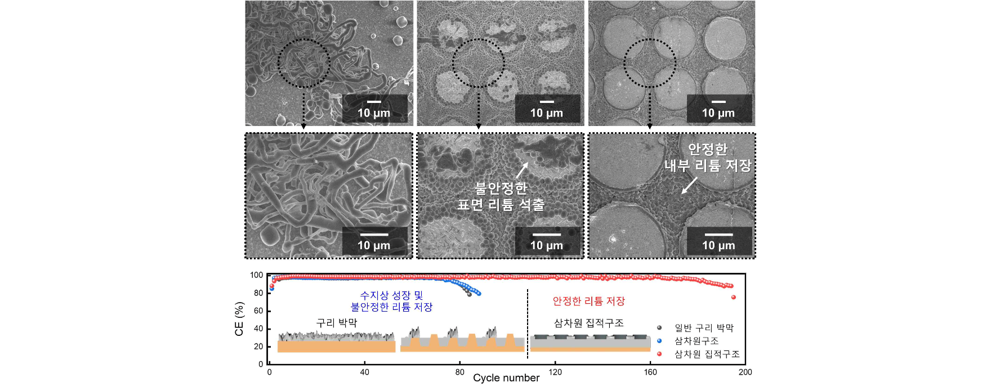 10 μm
10 μm
10 μm
안정한
내부 리튬 저장
불안정한
표면 리튬 석출
10 μm
10 μm
10 μm
CE (%)
100
80
60
40
20
0
수지상 성장 및
불안정한 리튬 저장
안정한 리튬 저장
구리 박막
삼차원 집적구조
일반 구리 박막
삼차원구조
삼차원 집적구조
0
40
80
120
160
200
Cycle number